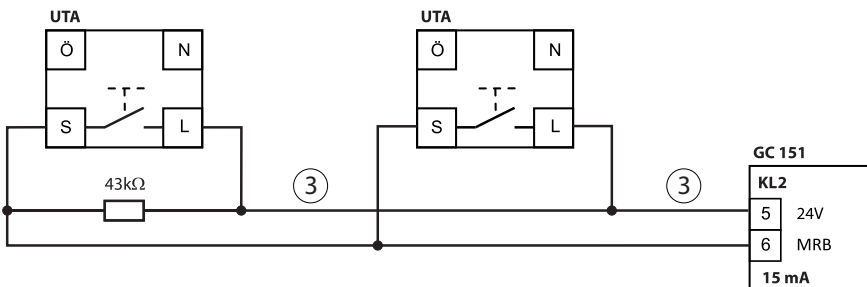 UTA
Ö N
S L
43kΩ
UTA
Ö N
S L
3
3
GC 151
KL2
5 24V
6 MRB
15 mA